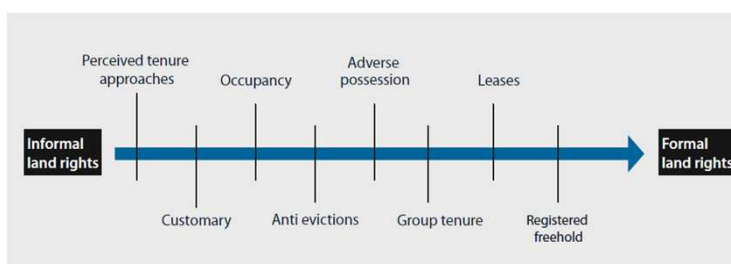 Perceived tenure
approaches
Occupancy
Adverse
possession
Leases
Informal
land rights
Formal
land rights
Customary
Anti evictions
Group tenure
Registered
freehold